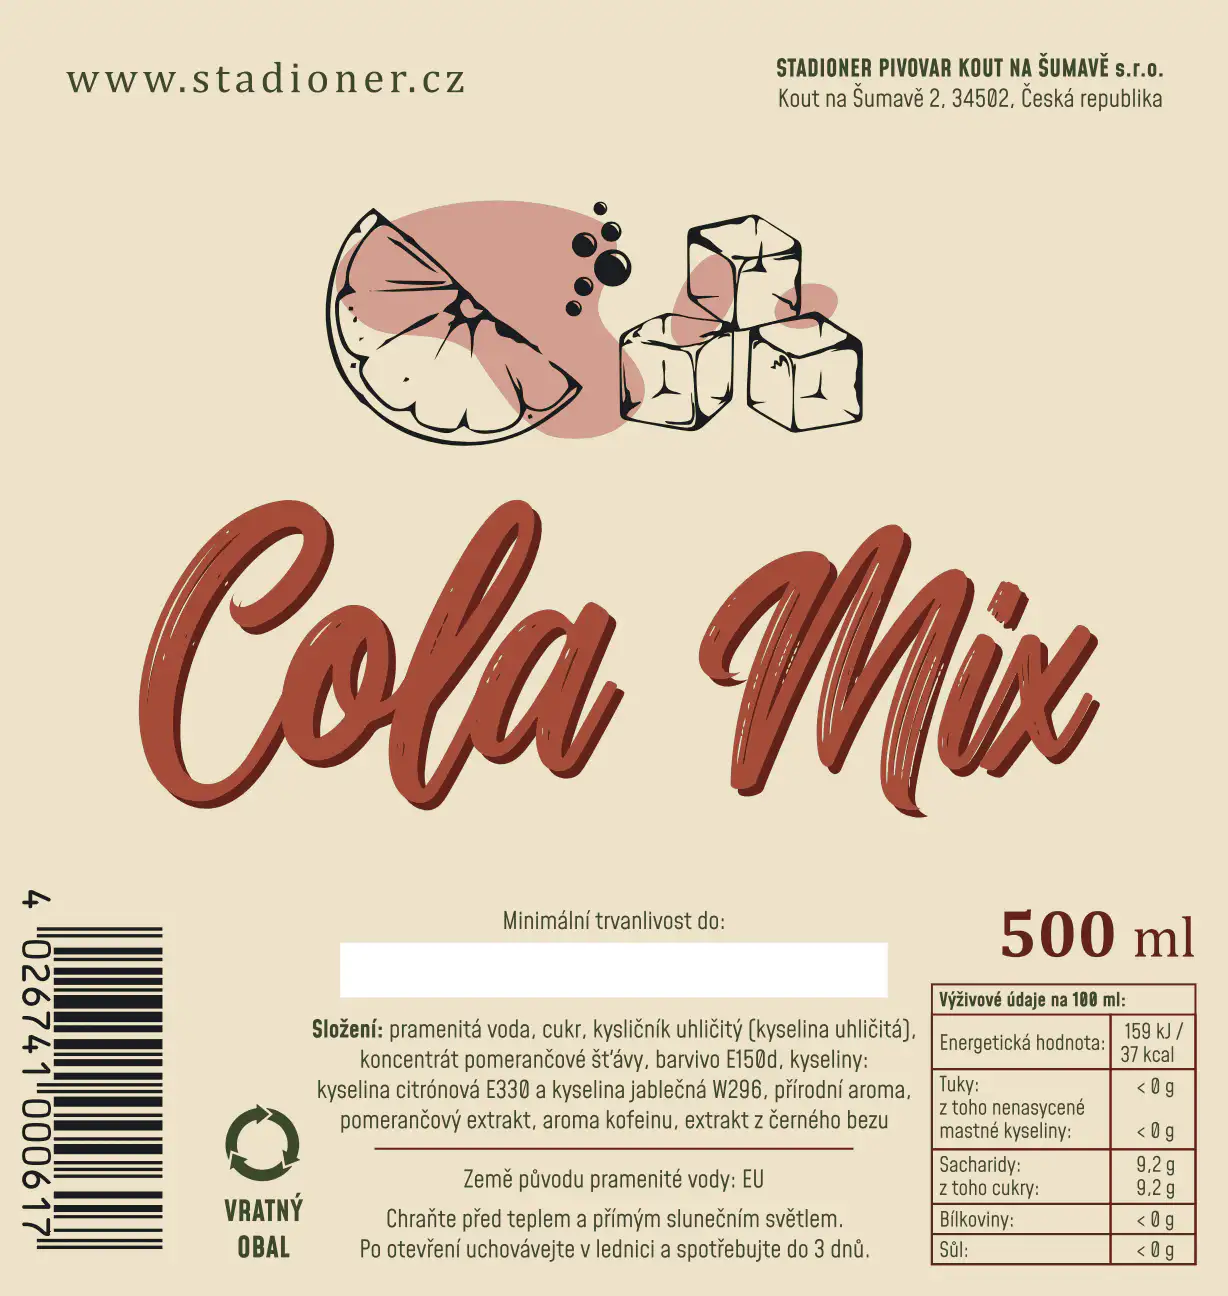 www.stadioner.cz
STADIONER PIVOVAR KOUT NA ŠUMAVĚ s.r.o.
Kout na Šumavě 2, 34502, Česká republika
Cola Mix
4 026741 000617
VRATNÝ
OBAL
Minimální trvanlivost do:
Složení: pramenitá voda, cukr, kysličník uhličitý (kyselina uhličitá),
koncentrát pomerančové šťávy, barvivo E150d, kyseliny:
kyselina citrónová E330 a kyselina jablečná W296, přírodní aroma,
pomerančový extrakt, aroma kofeinu, extrakt z černého bezu
Země původu pramenité vody: EU
Chraňte před teplem a přímým slunečním světlem.
Po otevření uchovávejte v lednici a spotřebujte do 3 dnů.
500 ml
Výživové údaje na 100 ml:
Energetická hodnota: 159 kJ /
37 kcal
Tuky: < 0 g
z toho nenasycené
mastné kyseliny: < 0 g
Sacharidy: 9,2 g
z toho cukry: 9,2 g
Bílkoviny: < 0 g
Sůl: < 0 g